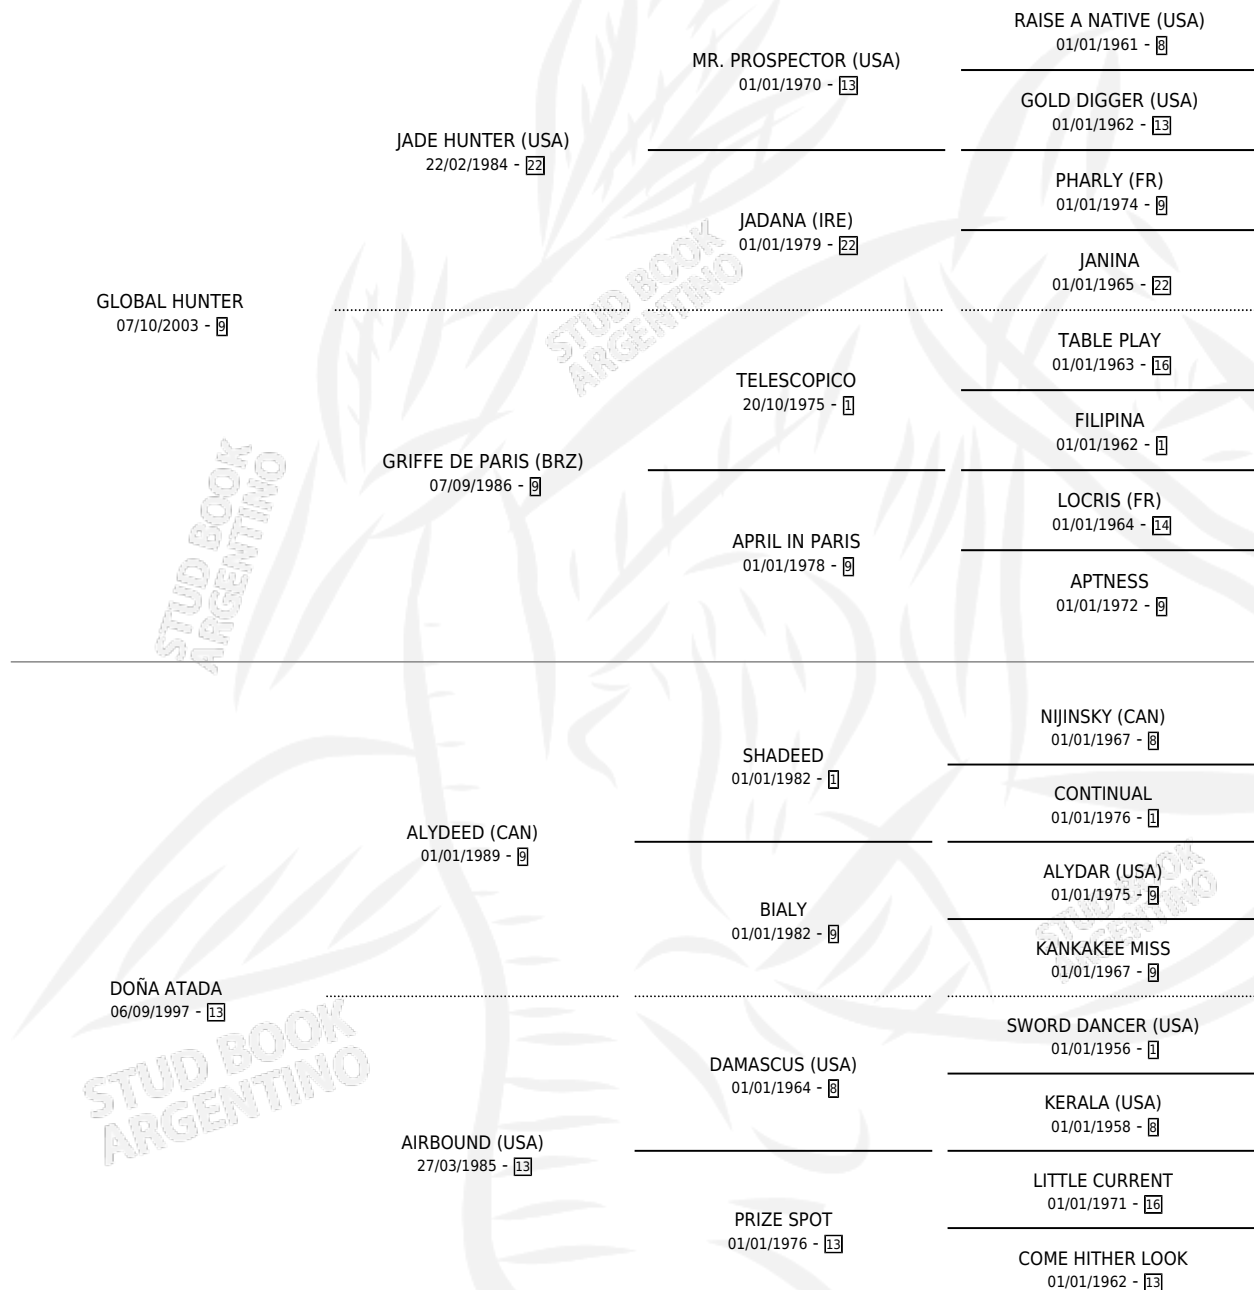 RAISE A NATIVE (USA)
01/01/1961 - 8
MR. PROSPECTOR (USA)
01/01/1970 - 13
GOLD DIGGER (USA)
01/01/1962 - 13
JADE HUNTER (USA)
22/02/1984 - 22
PHARLY (FR)
01/01/1974 - 9
JADANA (IRE)
01/01/1979 - 22
JANINA
01/01/1965 - 22
GLOBAL HUNTER
07/10/2003 - 9
STUD BOOK
ARGENTINO
TABLE PLAY
01/01/1963 - 16
TELESCOPICO
20/10/1975 - 1
FILIPINA
01/01/1962 - 1
GRIFFE DE PARIS (BRZ)
07/09/1986 - 9
LOCRIS (FR)
01/01/1964 - 14
APRIL IN PARIS
01/01/1978 - 9
APTNESS
01/01/1972 - 9
STUD BOOK
ARGENTINO
NIJINSKY (CAN)
01/01/1967 - 8
SHADEED
01/01/1982 - 1
CONTINUAL
01/01/1976 - 1
ALYDEED (CAN)
01/01/1989 - 9
ALYDAR (USA)
01/01/1975 - 9
BIALY
01/01/1982 - 9
KANKAKEE MISS
01/01/1967 - 9
STUD BOOK
ARGENTINO
DOÑA ATADA
06/09/1997 - 13
SWORD DANCER (USA)
01/01/1956 - 1
DAMASCUS (USA)
01/01/1964 - 8
KERALA (USA)
01/01/1958 - 8
STUD BOOK
ARGENTINO
AIRBOUND (USA)
27/03/1985 - 13
LITTLE CURRENT
01/01/1971 - 16
PRIZE SPOT
01/01/1976 - 13
COME HITHER LOOK
01/01/1962 - 13